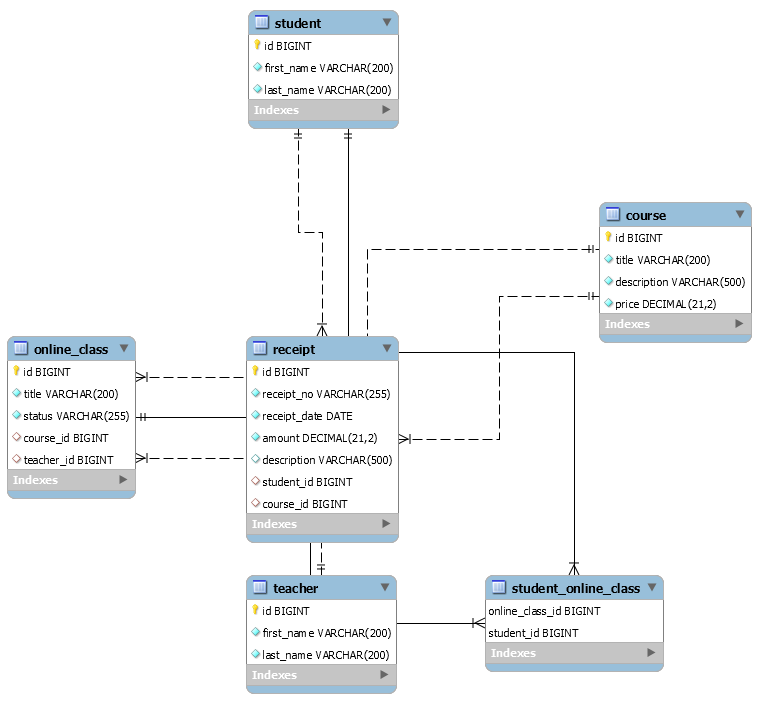 student
id BIGINT
first_name VARCHAR(200)
last_name VARCHAR(200)
Indexes
course
id BIGINT
title VARCHAR(200)
description VARCHAR(500)
price DECIMAL(21,2)
Indexes
online_class
id BIGINT
title VARCHAR(200)
status VARCHAR(255)
course_id BIGINT
teacher_id BIGINT
Indexes
receipt
id BIGINT
receipt_no VARCHAR(255)
receipt_date DATE
amount DECIMAL(21,2)
description VARCHAR(500)
student_id BIGINT
course_id BIGINT
Indexes
teacher
id BIGINT
first_name VARCHAR(200)
last_name VARCHAR(200)
Indexes
student_online_class
online_class_id BIGINT
student_id BIGINT
Indexes